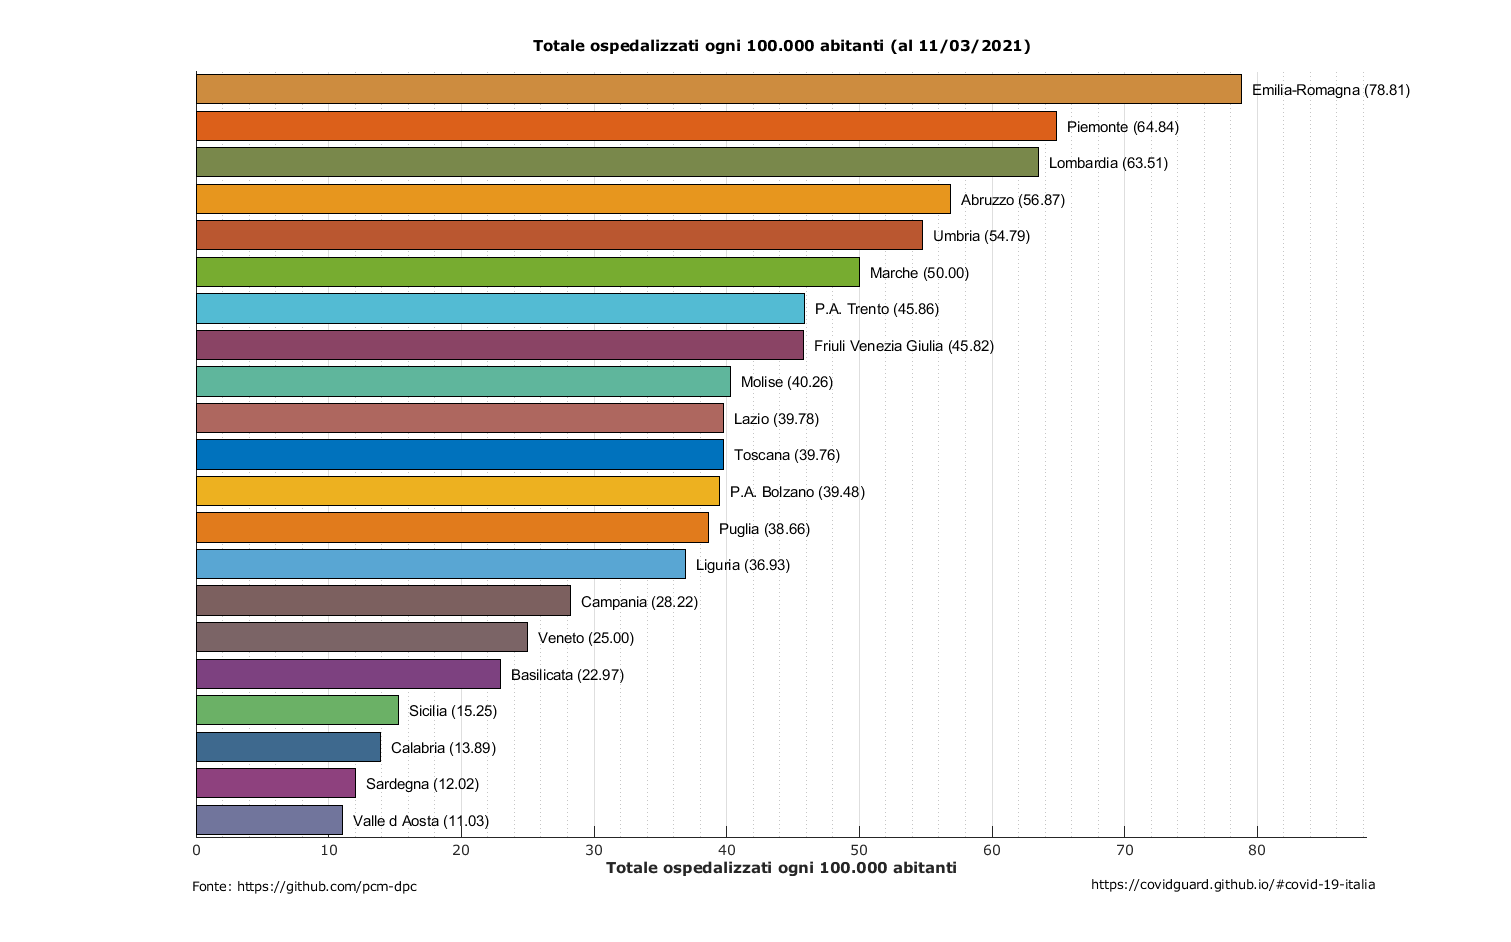 Totale ospedalizzati ogni 100.000 abitanti (al 11/03/2021)
Emilia-Romagna (78.81)
Piemonte (64.84)
Lombardia (63.51)
Abruzzo (56.87)
Umbria (54.79)
Marche (50.00)
P.A. Trento (45.86)
Friuli Venezia Giulia (45.82)
Molise (40.26)
Lazio (39.78)
Toscana (39.76)
P.A. Bolzano (39.48)
Puglia (38.66)
Liguria (36.93)
Campania (28.22)
Veneto (25.00)
Basilicata (22.97)
Sicilia (15.25)
Calabria (13.89)
Sardegna (12.02)
Valle d Aosta (11.03)
0 10 20 30 40 50 60 70 80
Totale ospedalizzati ogni 100.000 abitanti
Fonte: https://github.com/pcm-dpc
https://covidguard.github.io/#covid-19-italia